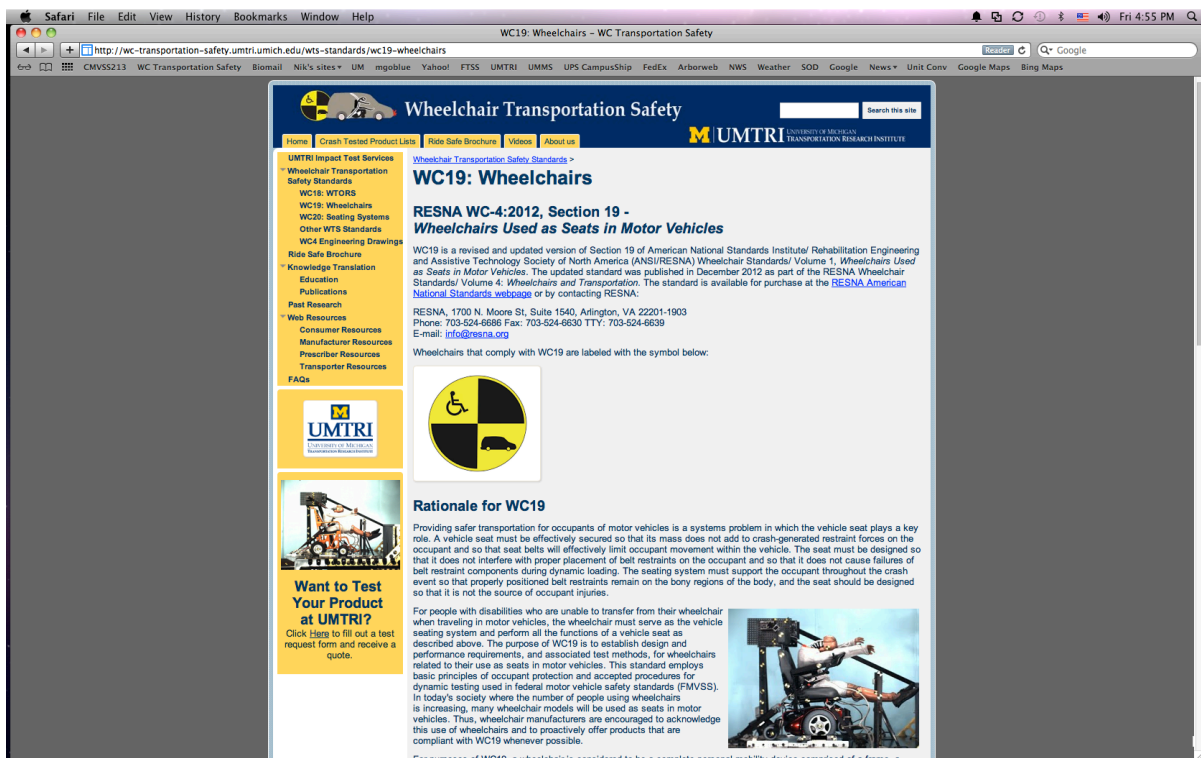 Safari File Edit View History Bookmarks Window Help Fri 4:55 PM
WC19: Wheelchairs – WC Transportation Safety
http://wc-transportation-safety.umtri.umich.edu/wts-standards/wc19-wheelchairs Reader Google
CMVSS213 WC Transportation Safety Biomail Nik's sites UM mgoblue Yahoo! FTSS UMTRI UMMS UPS CampusShip FedEx Arborweb NWS Weather SOD Google News Unit Conv Google Maps Bing Maps
Wheelchair Transportation Safety
Search this site
M UMTRI UNIVERSITY OF MICHIGAN
TRANSPORTATION RESEARCH INSTITUTE
Home Crash Tested Product Lists Ride Safe Brochure Videos About us
UMTRI Impact Test Services
Wheelchair Transportation
Safety Standards
WC18: WTORS
WC19: Wheelchairs
WC20: Seating Systems
Other WTS Standards
WC4 Engineering Drawings
Ride Safe Brochure
Knowledge Translation
Education
Publications
Past Research
Web Resources
Consumer Resources
Manufacturer Resources
Prescriber Resources
Transporter Resources
FAQs
M
UMTRI
UNIVERSITY OF MICHIGAN
TRANSPORTATION RESEARCH INSTITUTE
Want to Test
Your Product
at UMTRI?
Click Here to fill out a test
request form and receive a
quote.
Wheelchair Transportation Safety Standards >
WC19: Wheelchairs
RESNA WC-4:2012, Section 19 -
Wheelchairs Used as Seats in Motor Vehicles
WC19 is a revised and updated version of Section 19 of American National Standards Institute/ Rehabilitation Engineering
and Assistive Technology Society of North America (ANSI/RESNA) Wheelchair Standards/ Volume 1, Wheelchairs Used
as Seats in Motor Vehicles. The updated standard was published in December 2012 as part of the RESNA Wheelchair
Standards/ Volume 4: Wheelchairs and Transportation. The standard is available for purchase at the RESNA American
National Standards webpage or by contacting RESNA:
RESNA, 1700 N. Moore St, Suite 1540, Arlington, VA 22201-1903
Phone: 703-524-6686 Fax: 703-524-6630 TTY: 703-524-6639
E-mail: info@resna.org
Wheelchairs that comply with WC19 are labeled with the symbol below:
Rationale for WC19
Providing safer transportation for occupants of motor vehicles is a systems problem in which the vehicle seat plays a key
role. A vehicle seat must be effectively secured so that its mass does not add to crash-generated restraint forces on the
occupant and so that seat belts will effectively limit occupant movement within the vehicle. The seat must be designed so
that it does not interfere with proper placement of belt restraints on the occupant and so that it does not cause failures of
belt restraint components during dynamic loading. The seating system must support the occupant throughout the crash
event so that properly positioned belt restraints remain on the bony regions of the body, and the seat should be designed
so that it is not the source of occupant injuries.
For people with disabilities who are unable to transfer from their wheelchair
when traveling in motor vehicles, the wheelchair must serve as the vehicle
seating system and perform all the functions of a vehicle seat as
described above. The purpose of WC19 is to establish design and
performance requirements, and associated test methods, for wheelchairs
related to their use as seats in motor vehicles. This standard employs
basic principles of occupant protection and accepted procedures for
dynamic testing used in federal motor vehicle safety standards (FMVSS).
In today's society where the number of people using wheelchairs
is increasing, many wheelchair models will be used as seats in motor
vehicles. Thus, wheelchair manufacturers are encouraged to acknowledge
this use of wheelchairs and to proactively offer products that are
compliant with WC19 whenever possible.